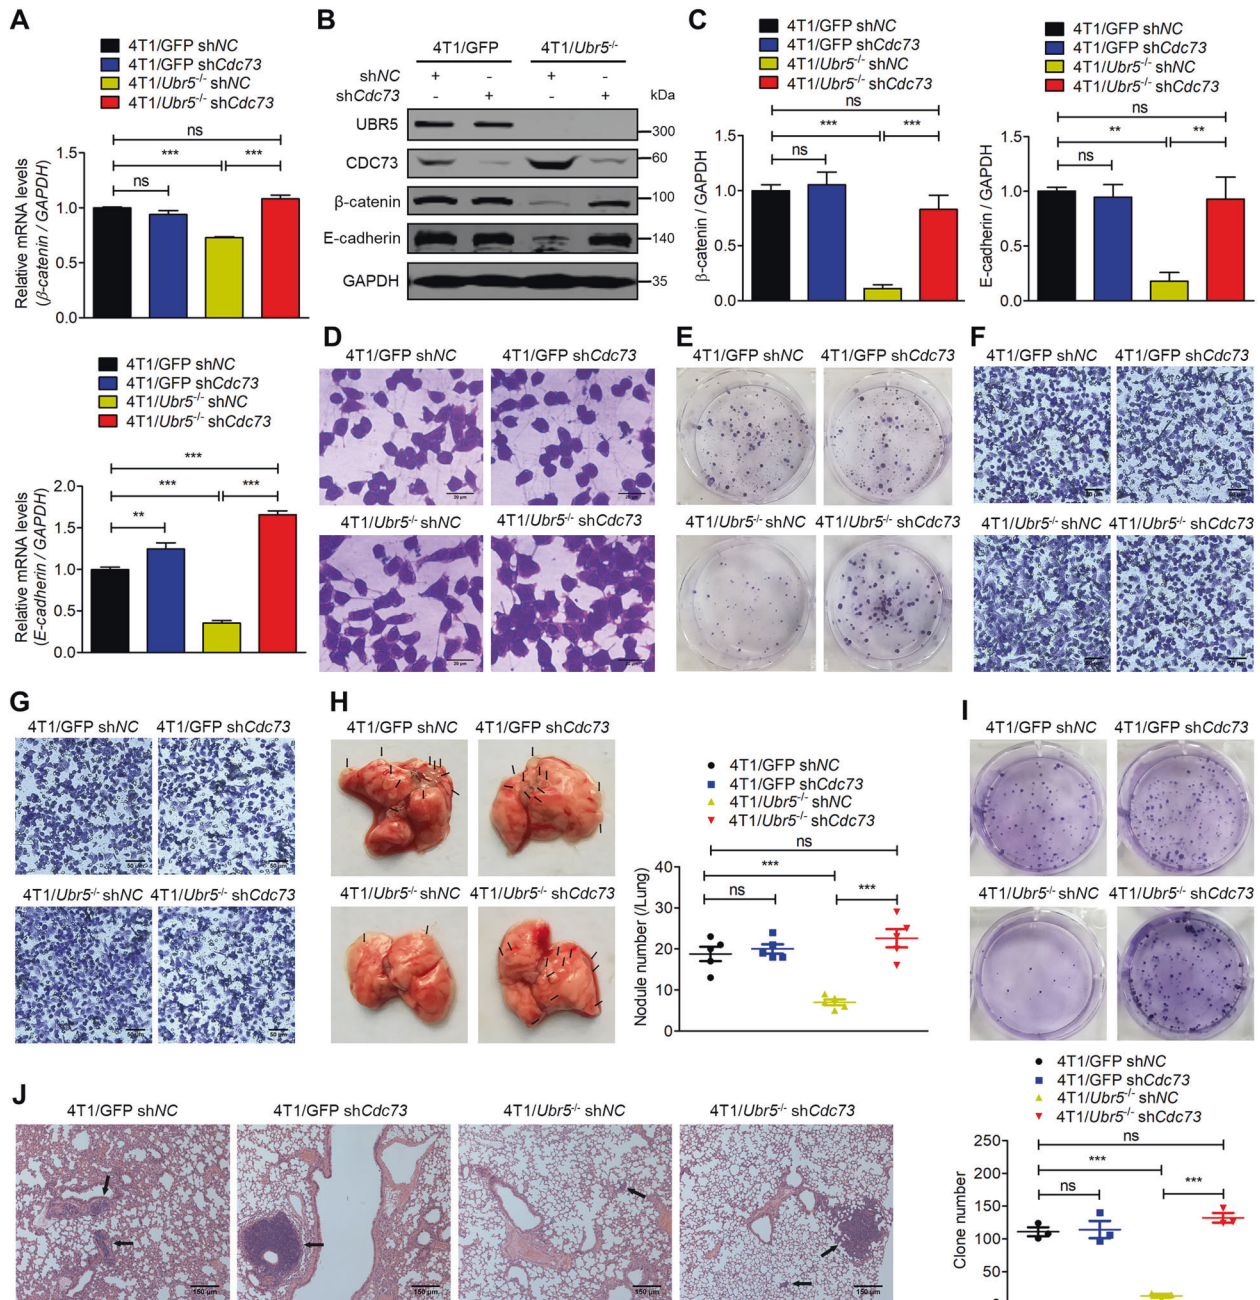 A
4T1/GFP shNC
4T1/GFP shCdc73
4T1/Ubr5-/- shNC
4T1/Ubr5-/- shCdc73
ns
***
***
ns
Relative mRNA levels
(β-catenin / GAPDH)
1.5
1.0
0.5
0.0
4T1/GFP shNC
4T1/GFP shCdc73
4T1/Ubr5-/- shNC
4T1/Ubr5-/- shCdc73
***
***
***
**
Relative mRNA levels
(E-cadherin / GAPDH)
2.0
1.5
1.0
0.5
0.0
B
4T1/GFP 4T1/Ubr5-/-
shNC + - + -
shCdc73 - + - + kDa
UBR5 300
CDC73 60
β-catenin 100
E-cadherin 140
GAPDH 35
C
4T1/GFP shNC
4T1/GFP shCdc73
4T1/Ubr5-/- shNC
4T1/Ubr5-/- shCdc73
ns
***
***
ns
β-catenin / GAPDH
1.5
1.0
0.5
0.0
4T1/GFP shNC
4T1/GFP shCdc73
4T1/Ubr5-/- shNC
4T1/Ubr5-/- shCdc73
ns
**
**
ns
E-cadherin / GAPDH
1.5
1.0
0.5
0.0
D
4T1/GFP shNC 4T1/GFP shCdc73
20 μm
4T1/Ubr5-/- shNC 4T1/Ubr5-/- shCdc73
20 μm
E
4T1/GFP shNC 4T1/GFP shCdc73
4T1/Ubr5-/- shNC 4T1/Ubr5-/- shCdc73
F
4T1/GFP shNC 4T1/GFP shCdc73
4T1/Ubr5-/- shNC 4T1/Ubr5-/- shCdc73
G
4T1/GFP shNC 4T1/GFP shCdc73
50 μm 50 μm
4T1/Ubr5-/- shNC 4T1/Ubr5-/- shCdc73
50 μm 50 μm
H
4T1/GFP shNC 4T1/GFP shCdc73
4T1/Ubr5-/- shNC 4T1/Ubr5-/- shCdc73
4T1/GFP shNC
4T1/GFP shCdc73
4T1/Ubr5-/- shNC
4T1/Ubr5-/- shCdc73
ns
***
ns
***
Nodule number (/Lung)
40
30
20
10
0
I
4T1/GFP shNC 4T1/GFP shCdc73
4T1/Ubr5-/- shNC 4T1/Ubr5-/- shCdc73
4T1/GFP shNC
4T1/GFP shCdc73
4T1/Ubr5-/- shNC
4T1/Ubr5-/- shCdc73
ns
***
ns
***
Clone number
250
200
150
100
50
J
4T1/GFP shNC 4T1/GFP shCdc73 4T1/Ubr5-/- shNC 4T1/Ubr5-/- shCdc73
150 μm 150 μm 150 μm 150 μm